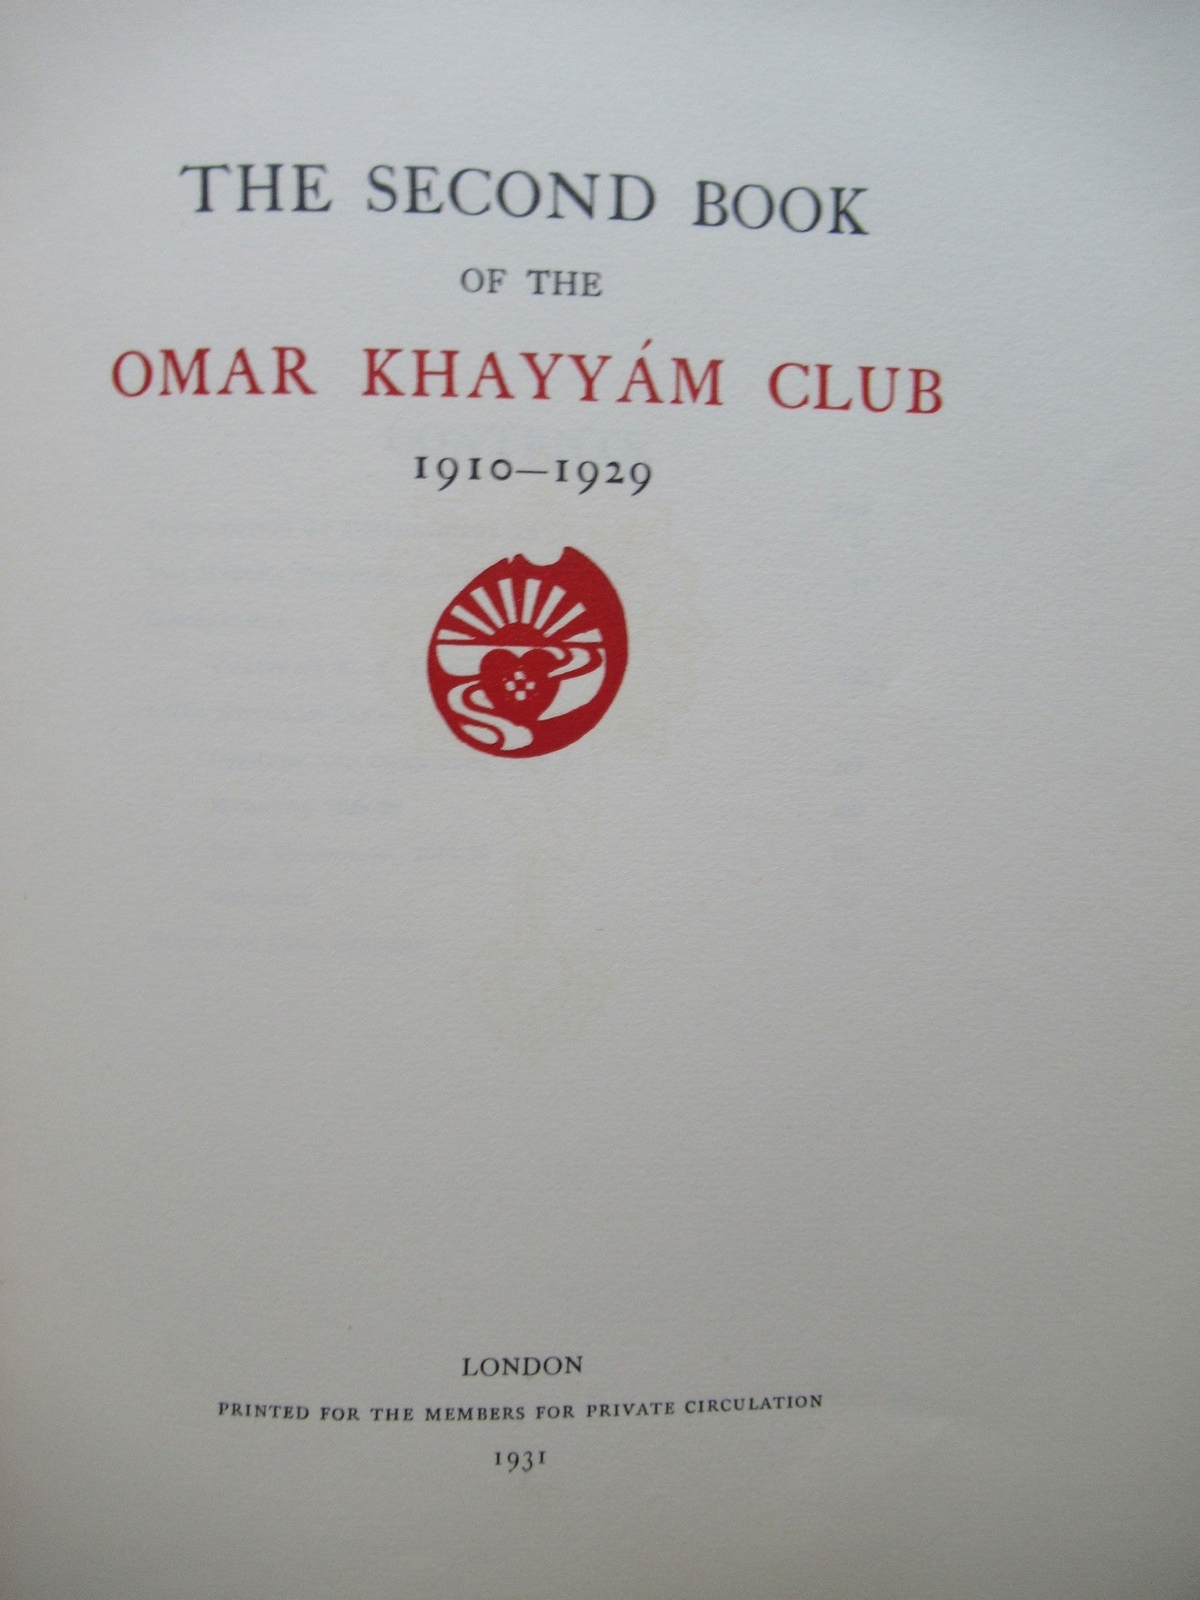 THE SECOND BOOK
OF THE
OMAR KHAYYÁM CLUB
1910—1929
LONDON
PRINTED FOR THE MEMBERS FOR PRIVATE CIRCULATION
1931